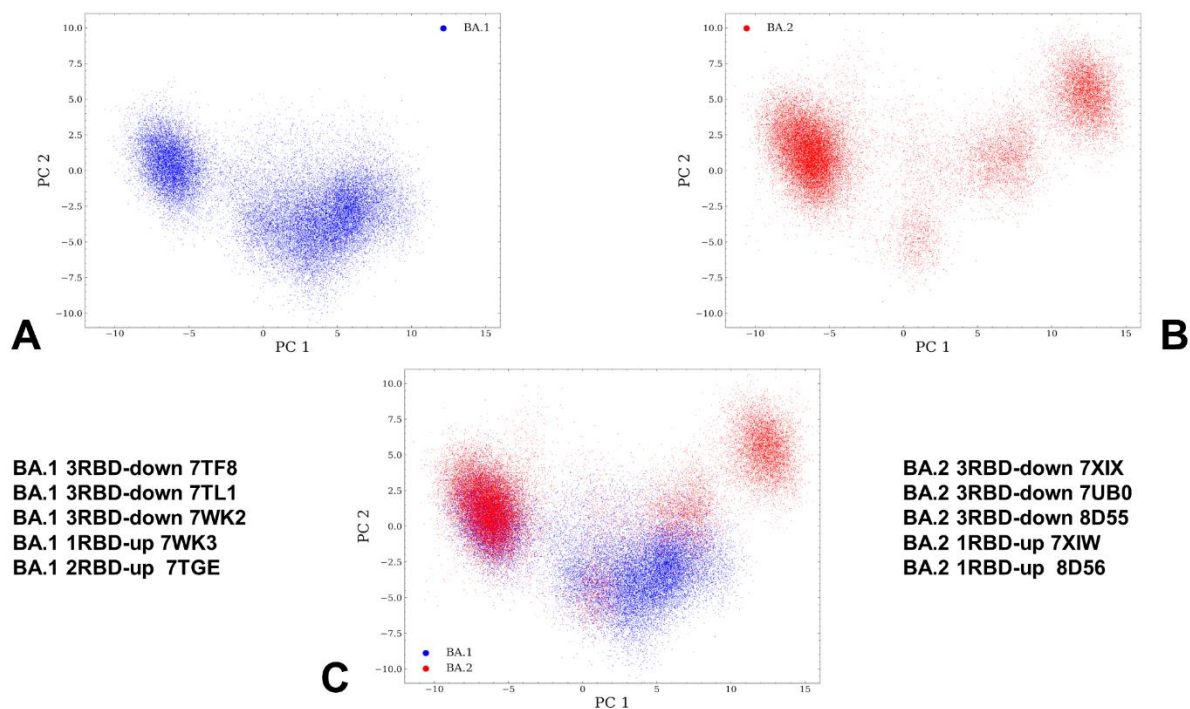 10.0
7.5
5.0
2.5
0.0
−2.5
−5.0
−7.5
−10.0
PC 2
BA.1
−10 −5 0 5 10 15
PC 1
A
10.0
7.5
5.0
2.5
0.0
−2.5
−5.0
−7.5
−10.0
PC 2
BA.2
−10 −5 0 5 10 15
PC 1
B
BA.1 3RBD-down 7TF8
BA.1 3RBD-down 7TL1
BA.1 3RBD-down 7WK2
BA.1 1RBD-up 7WK3
BA.1 2RBD-up 7TGE
10.0
7.5
5.0
2.5
0.0
−2.5
−5.0
−7.5
−10.0
PC 2
BA.1
BA.2
−10 −5 0 5 10 15
PC 1
C
BA.2 3RBD-down 7XIX
BA.2 3RBD-down 7UB0
BA.2 3RBD-down 8D55
BA.2 1RBD-up 7XIW
BA.2 1RBD-up 8D56